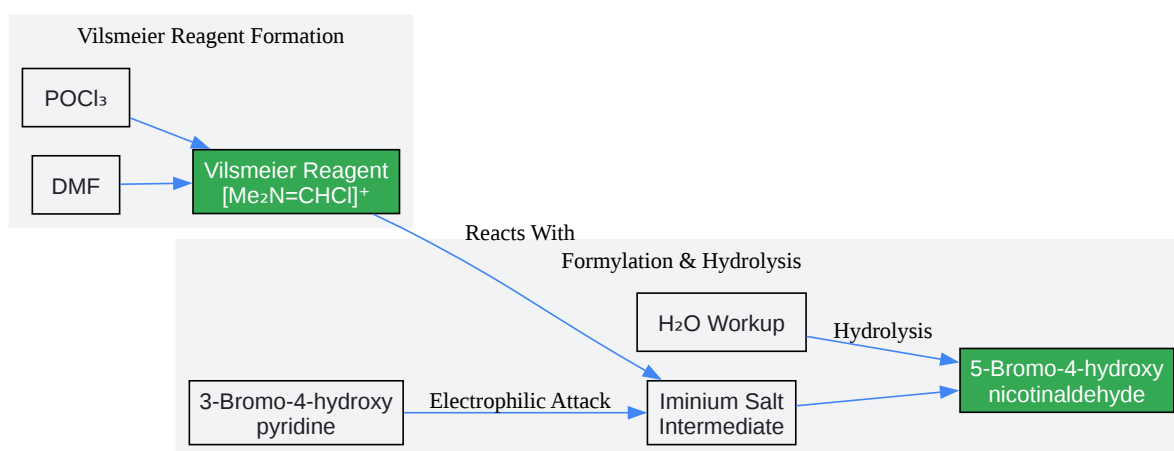 Vilsmeier Reagent Formation
POCl₃
DMF
Vilsmeier Reagent
[Me₂N=CHCl]⁺
Reacts With
Formylation & Hydrolysis
H₂O Workup
Hydrolysis
3-Bromo-4-hydroxy
pyridine
Electrophilic Attack
Iminium Salt
Intermediate
5-Bromo-4-hydroxy
nicotinaldehyde